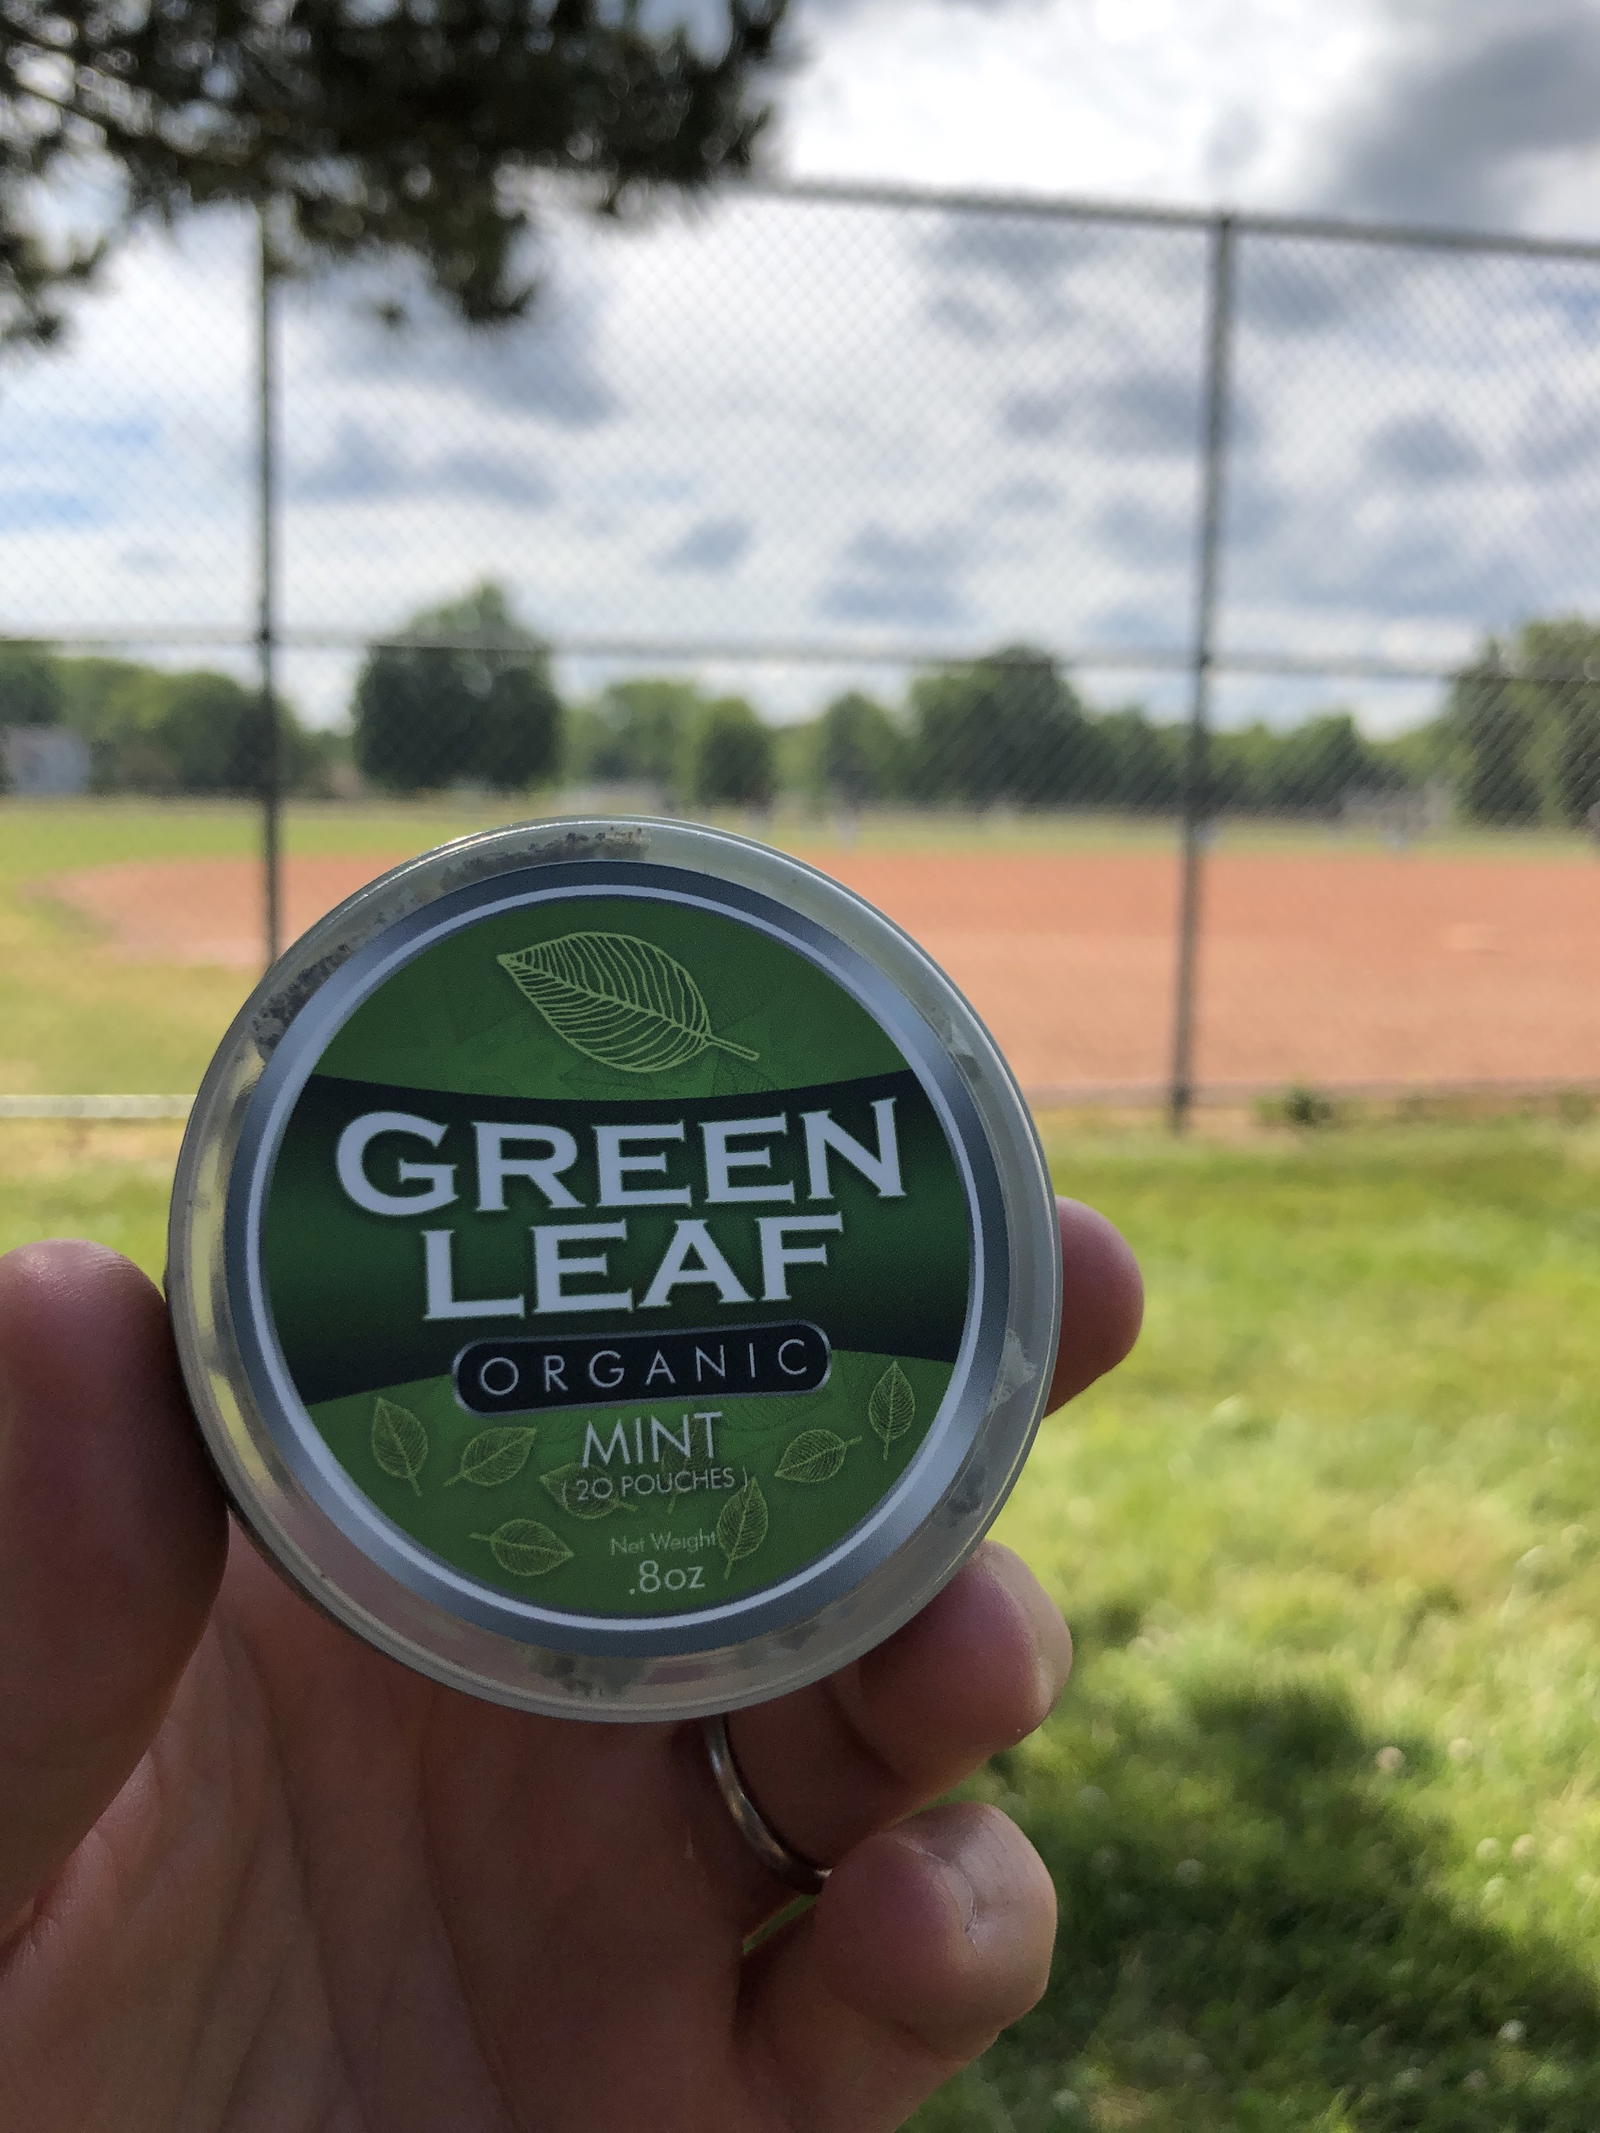 GREEN
LEAF
ORGANIC
MINT
(20 POUCHES)
Net Weight
.8oz